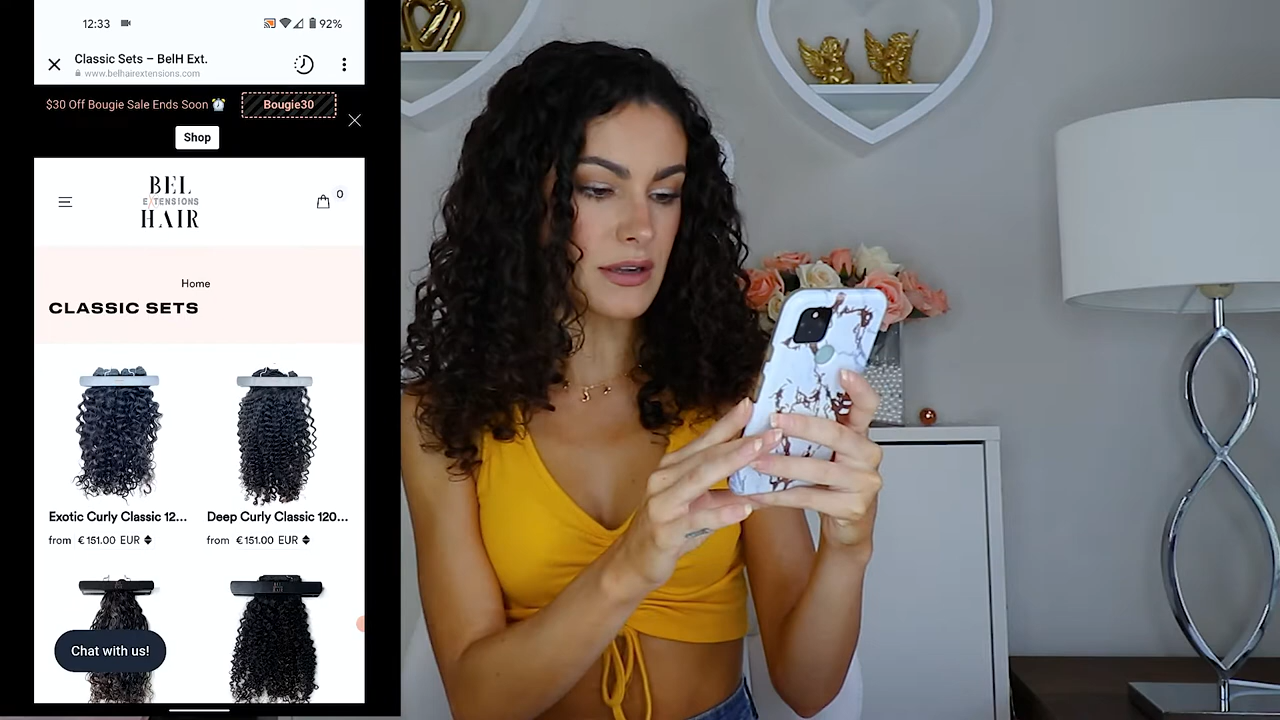 12:33
92%
Classic Sets – BelH Ext.
www.belhairextensions.com
$30 Off Bougie Sale Ends Soon ⏰
Bougie30
Shop
BEL
EXTENSIONS
HAIR
0
Home
CLASSIC SETS
Exotic Curly Classic 12...
Deep Curly Classic 120...
from €151.00 EUR
from €151.00 EUR
Chat with us!